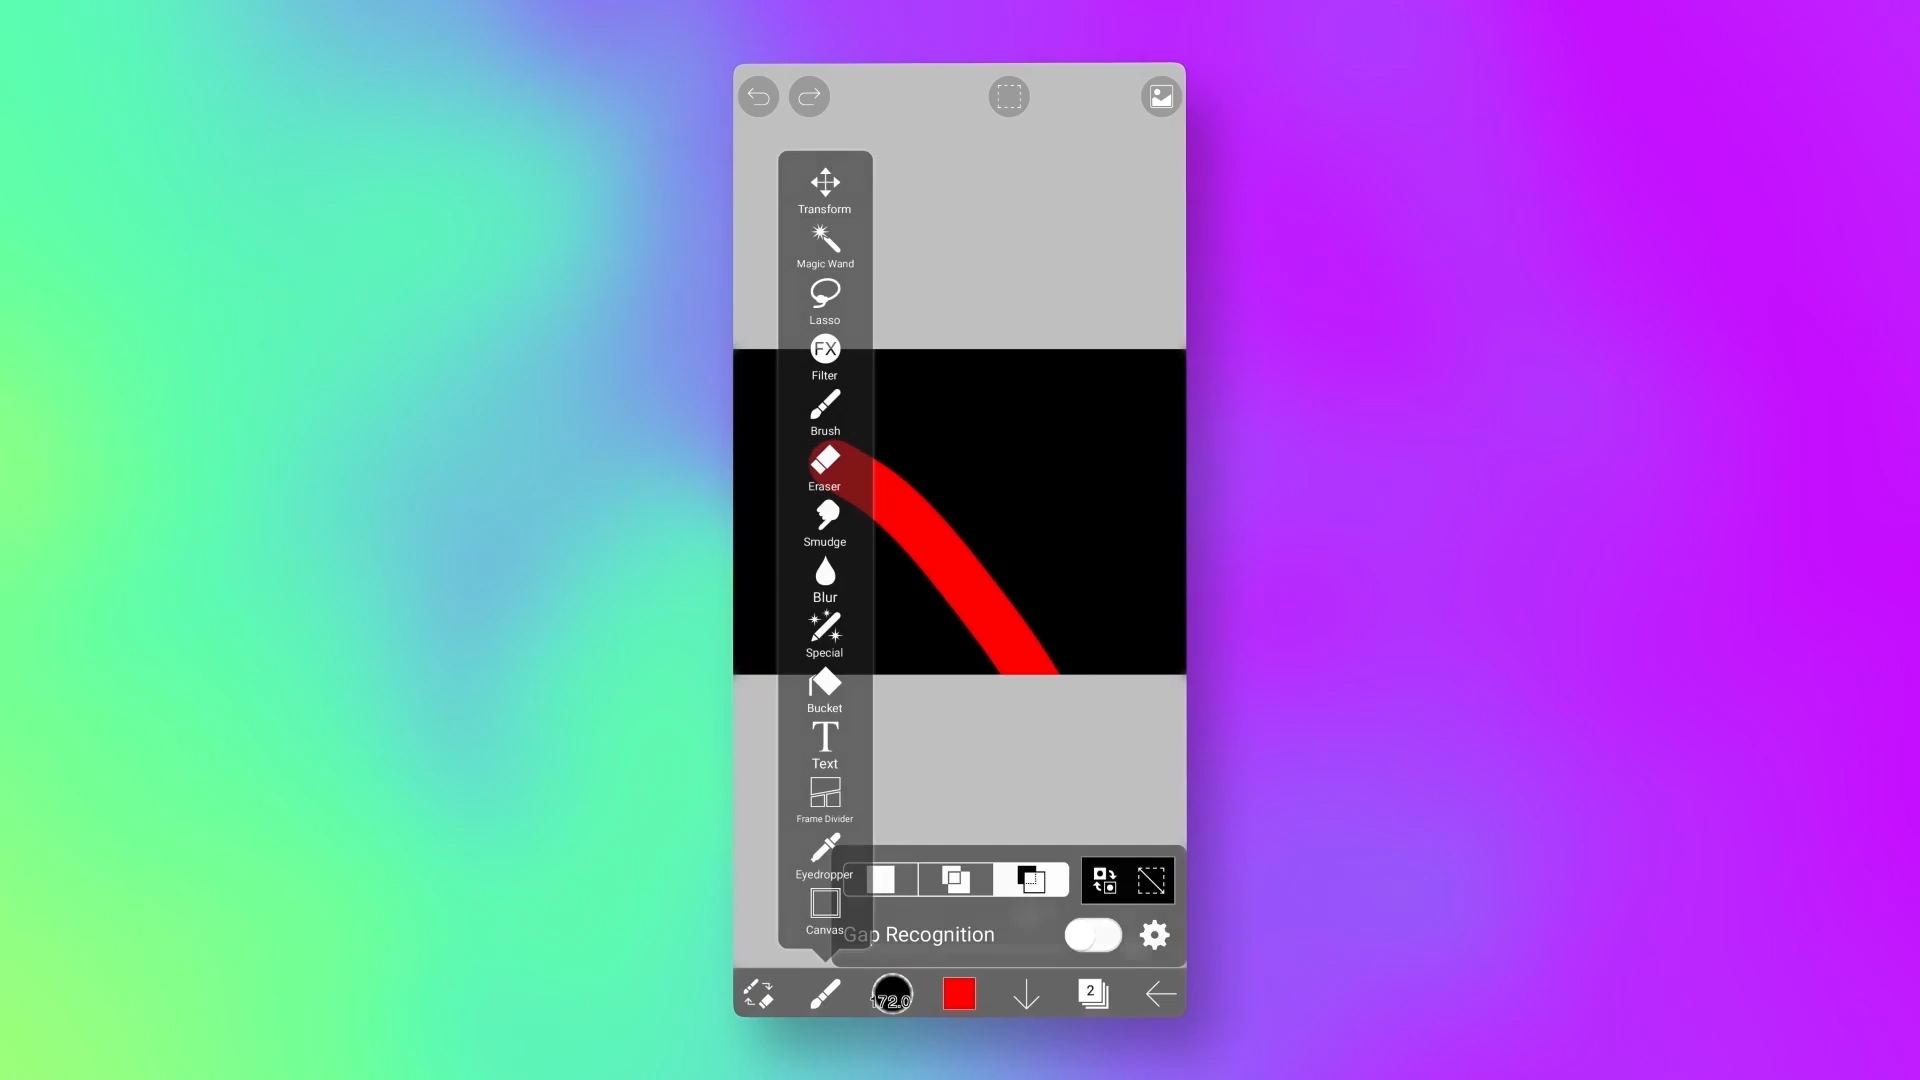 Transform
Magic Wand
Lasso
FX
Filter
Brush
Eraser
Smudge
Blur
Special
Bucket
T
Text
Frame Divider
Eyedropper
Canvas
Gap Recognition
172.0
2